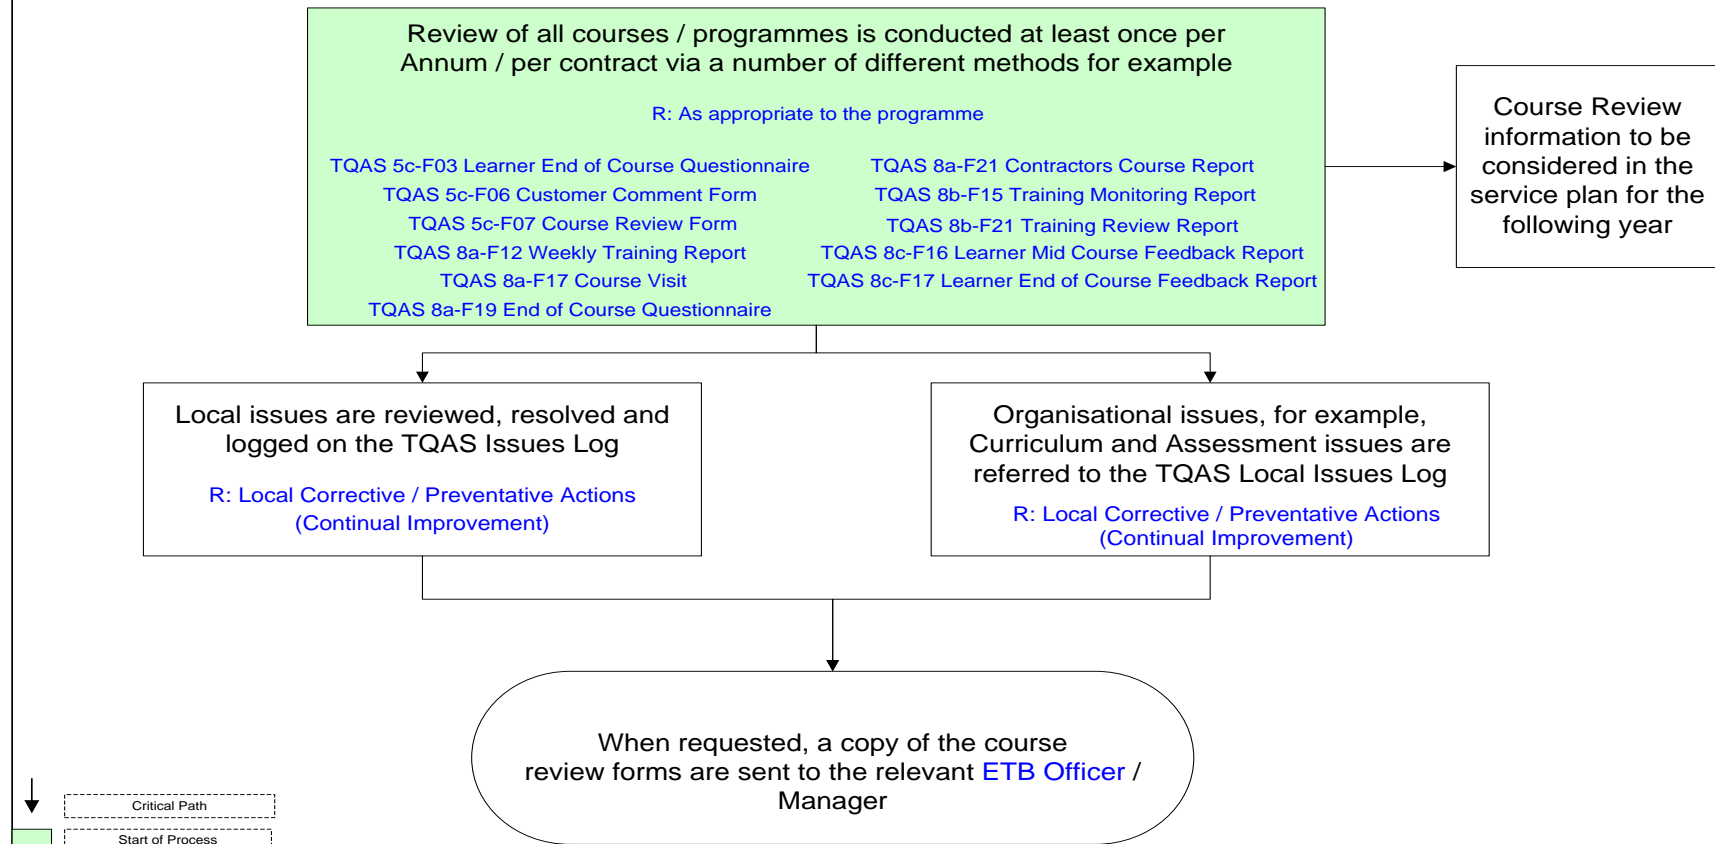 Review of all courses / programmes is conducted at least once per
Annum / per contract via a number of different methods for example
R: As appropriate to the programme
TQAS 5c-F03 Learner End of Course Questionnaire
TQAS 5c-F06 Customer Comment Form
TQAS 5c-F07 Course Review Form
TQAS 8a-F12 Weekly Training Report
TQAS 8a-F17 Course Visit
TQAS 8a-F19 End of Course Questionnaire
TQAS 8a-F21 Contractors Course Report
TQAS 8b-F15 Training Monitoring Report
TQAS 8b-F21 Training Review Report
TQAS 8c-F16 Learner Mid Course Feedback Report
TQAS 8c-F17 Learner End of Course Feedback Report
Course Review
information to be
considered in the
service plan for the
following year
Local issues are reviewed, resolved and
logged on the TQAS Issues Log
R: Local Corrective / Preventative Actions
(Continual Improvement)
Organisational issues, for example,
Curriculum and Assessment issues are
referred to the TQAS Local Issues Log
R: Local Corrective / Preventative Actions
(Continual Improvement)
When requested, a copy of the course
review forms are sent to the relevant ETB Officer /
Manager
Critical Path
Start of Process